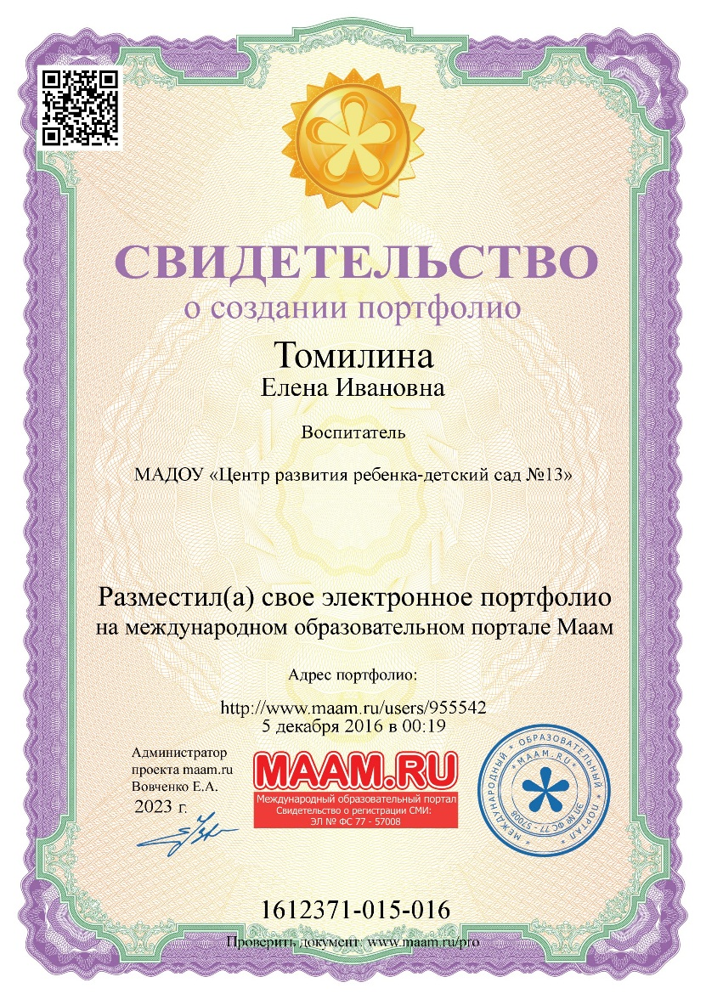 СВИДЕТЕЛЬСТВО
о создании портфолио
Томилина
Елена Ивановна
Воспитатель
МАДОУ «Центр развития ребенка-детский сад №13»
Разместил(а) свое электронное портфолио
на международном образовательном портале Маам
Адрес портфолио:
http://www.maam.ru/users/955542
5 декабря 2016 в 00:19
Администратор
проекта maam.ru
Вовченко Е.А.
2023 г.
MAAM.RU
Международный образовательный портал
Свидетельство о регистрации СМИ:
ЭЛ № ФС 77 - 57008
* МЕЖДУНАРОДНЫЙ * ОБРАЗОВАТЕЛЬНЫЙ * ПОРТАЛ *
* MAAM.RU *
ЭЛ № ФС 77 - 57008
1612371-015-016
Проверить документ: www.maam.ru/pro